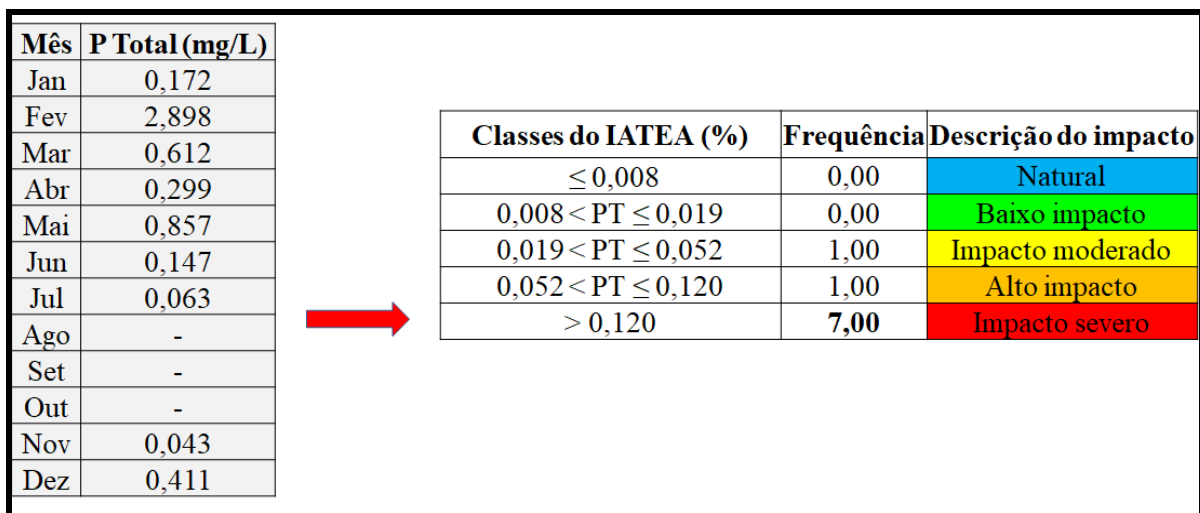 Mês P Total (mg/L)
Jan 0,172
Fev 2,898
Mar 0,612
Abr 0,299
Mai 0,857
Jun 0,147
Jul 0,063
Ago -
Set -
Out -
Nov 0,043
Dez 0,411
Classes do IATEA (%) Frequência Descrição do impacto
≤ 0,008 0,00 Natural
0,008 < PT ≤ 0,019 0,00 Baixo impacto
0,019 < PT ≤ 0,052 1,00 Impacto moderado
0,052 < PT ≤ 0,120 1,00 Alto impacto
> 0,120 7,00 Impacto severo